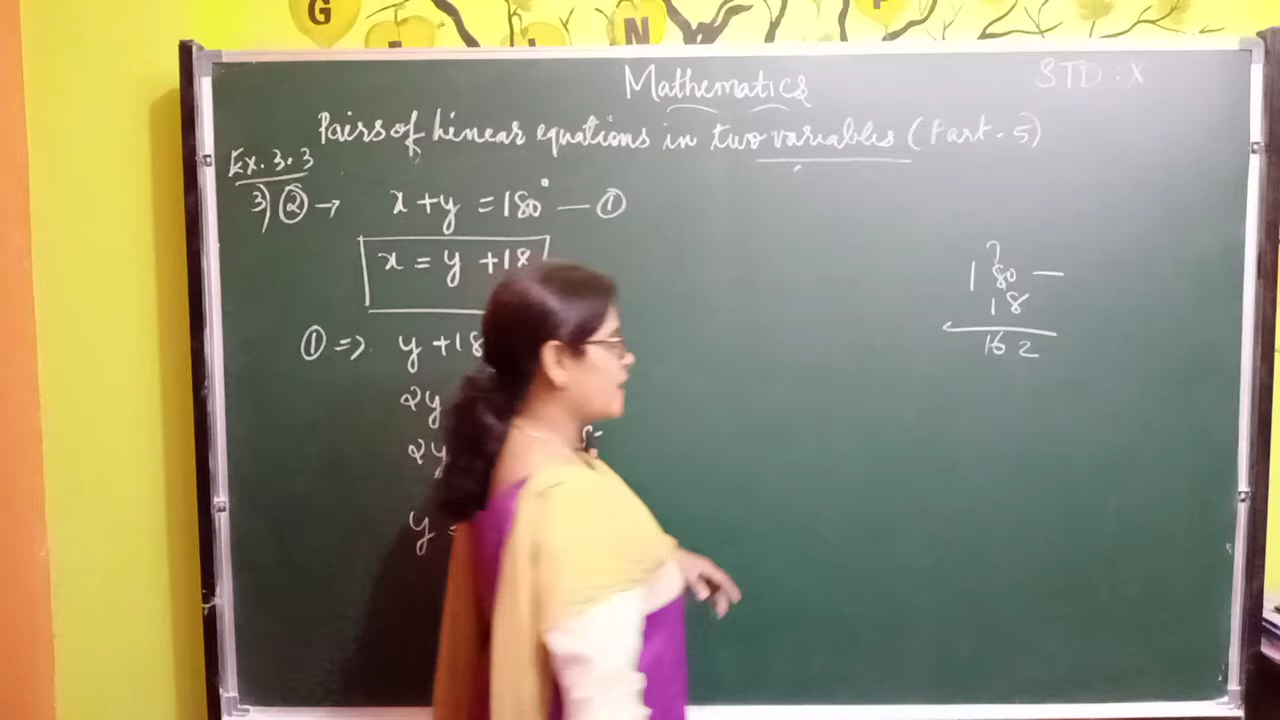 G
N
Mathematics
STD : X
Pairs of linear equations in two variables (Part - 5)
Ex. 3.3
3) ② → x + y = 180° — ①
x = y + 18
① ⇒ y + 18
2y
2y
y =
7
180 —
18
162